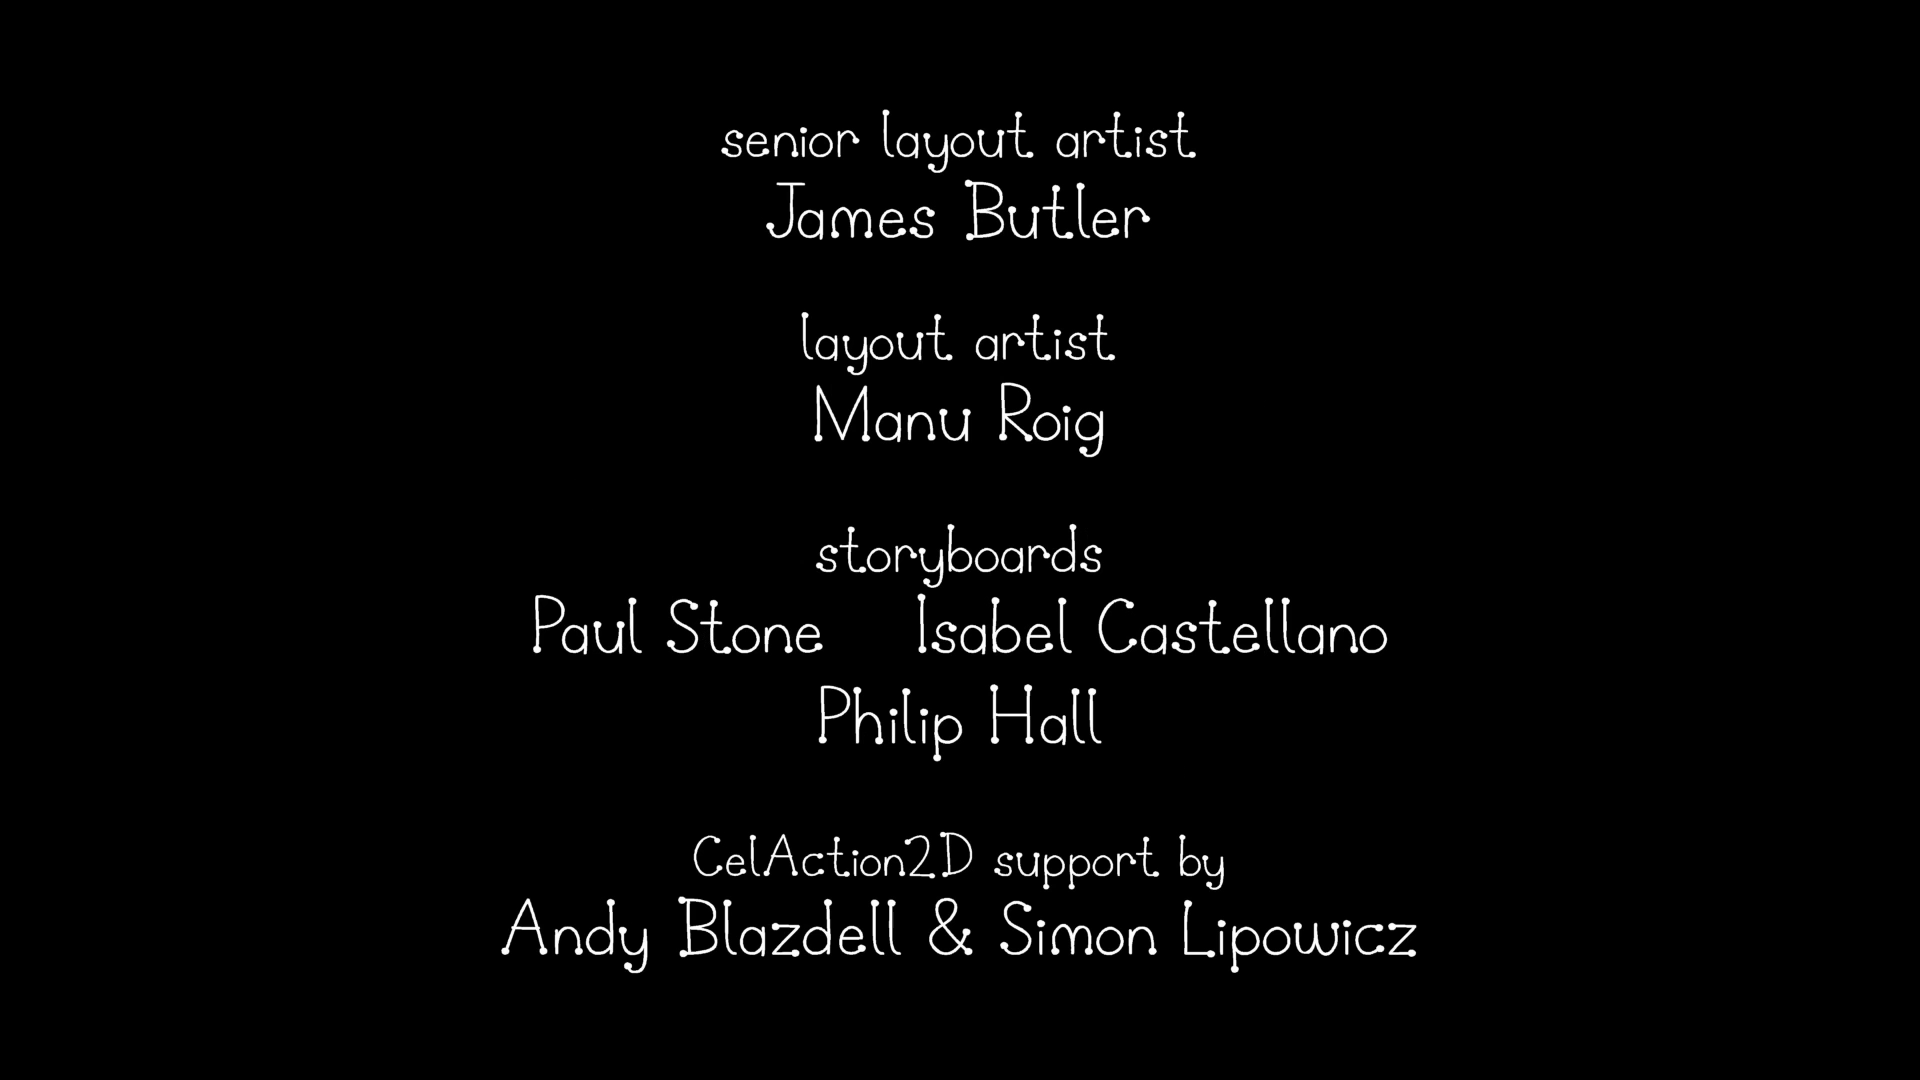 senior layout artist
James Butler
layout artist
Manu Roig
storyboards
Paul Stone Isabel Castellano
Philip Hall
CelAction2D support by
Andy Blazdell & Simon Lipowicz